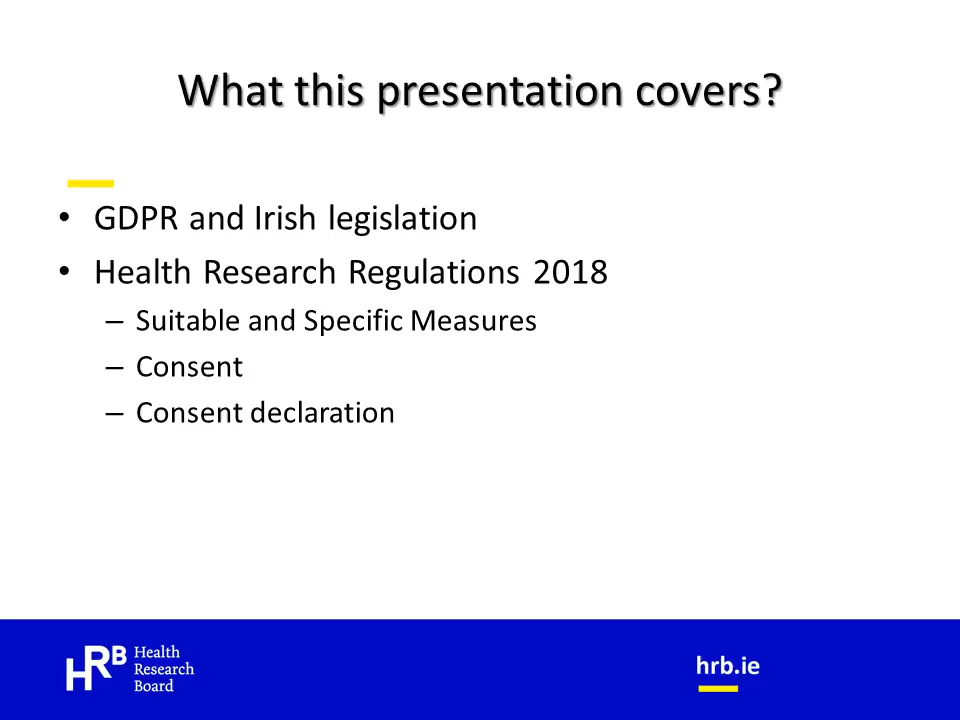 What this presentation covers?
• GDPR and Irish legislation
• Health Research Regulations 2018
– Suitable and Specific Measures
– Consent
– Consent declaration
HRB Health
Research
Board
hrb.ie